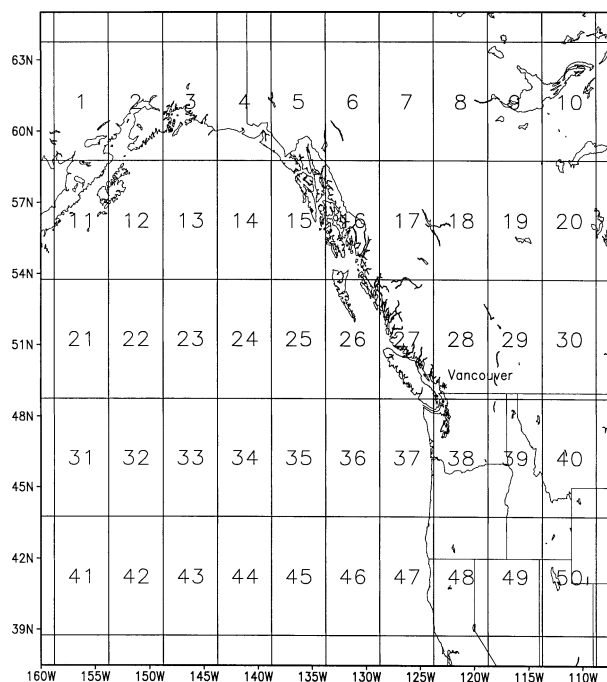 63N
1 2 3 4 5 6 7 8 9 10
60N
57N
11 12 13 14 15 16 17 18 19 20
54N
51N
21 22 23 24 25 26 27 28 29 30
Vancouver
48N
31 32 33 34 35 36 37 38 39 40
45N
42N
41 42 43 44 45 46 47 48 49 50
39N
160W 155W 150W 145W 140W 135W 130W 125W 120W 115W 110W